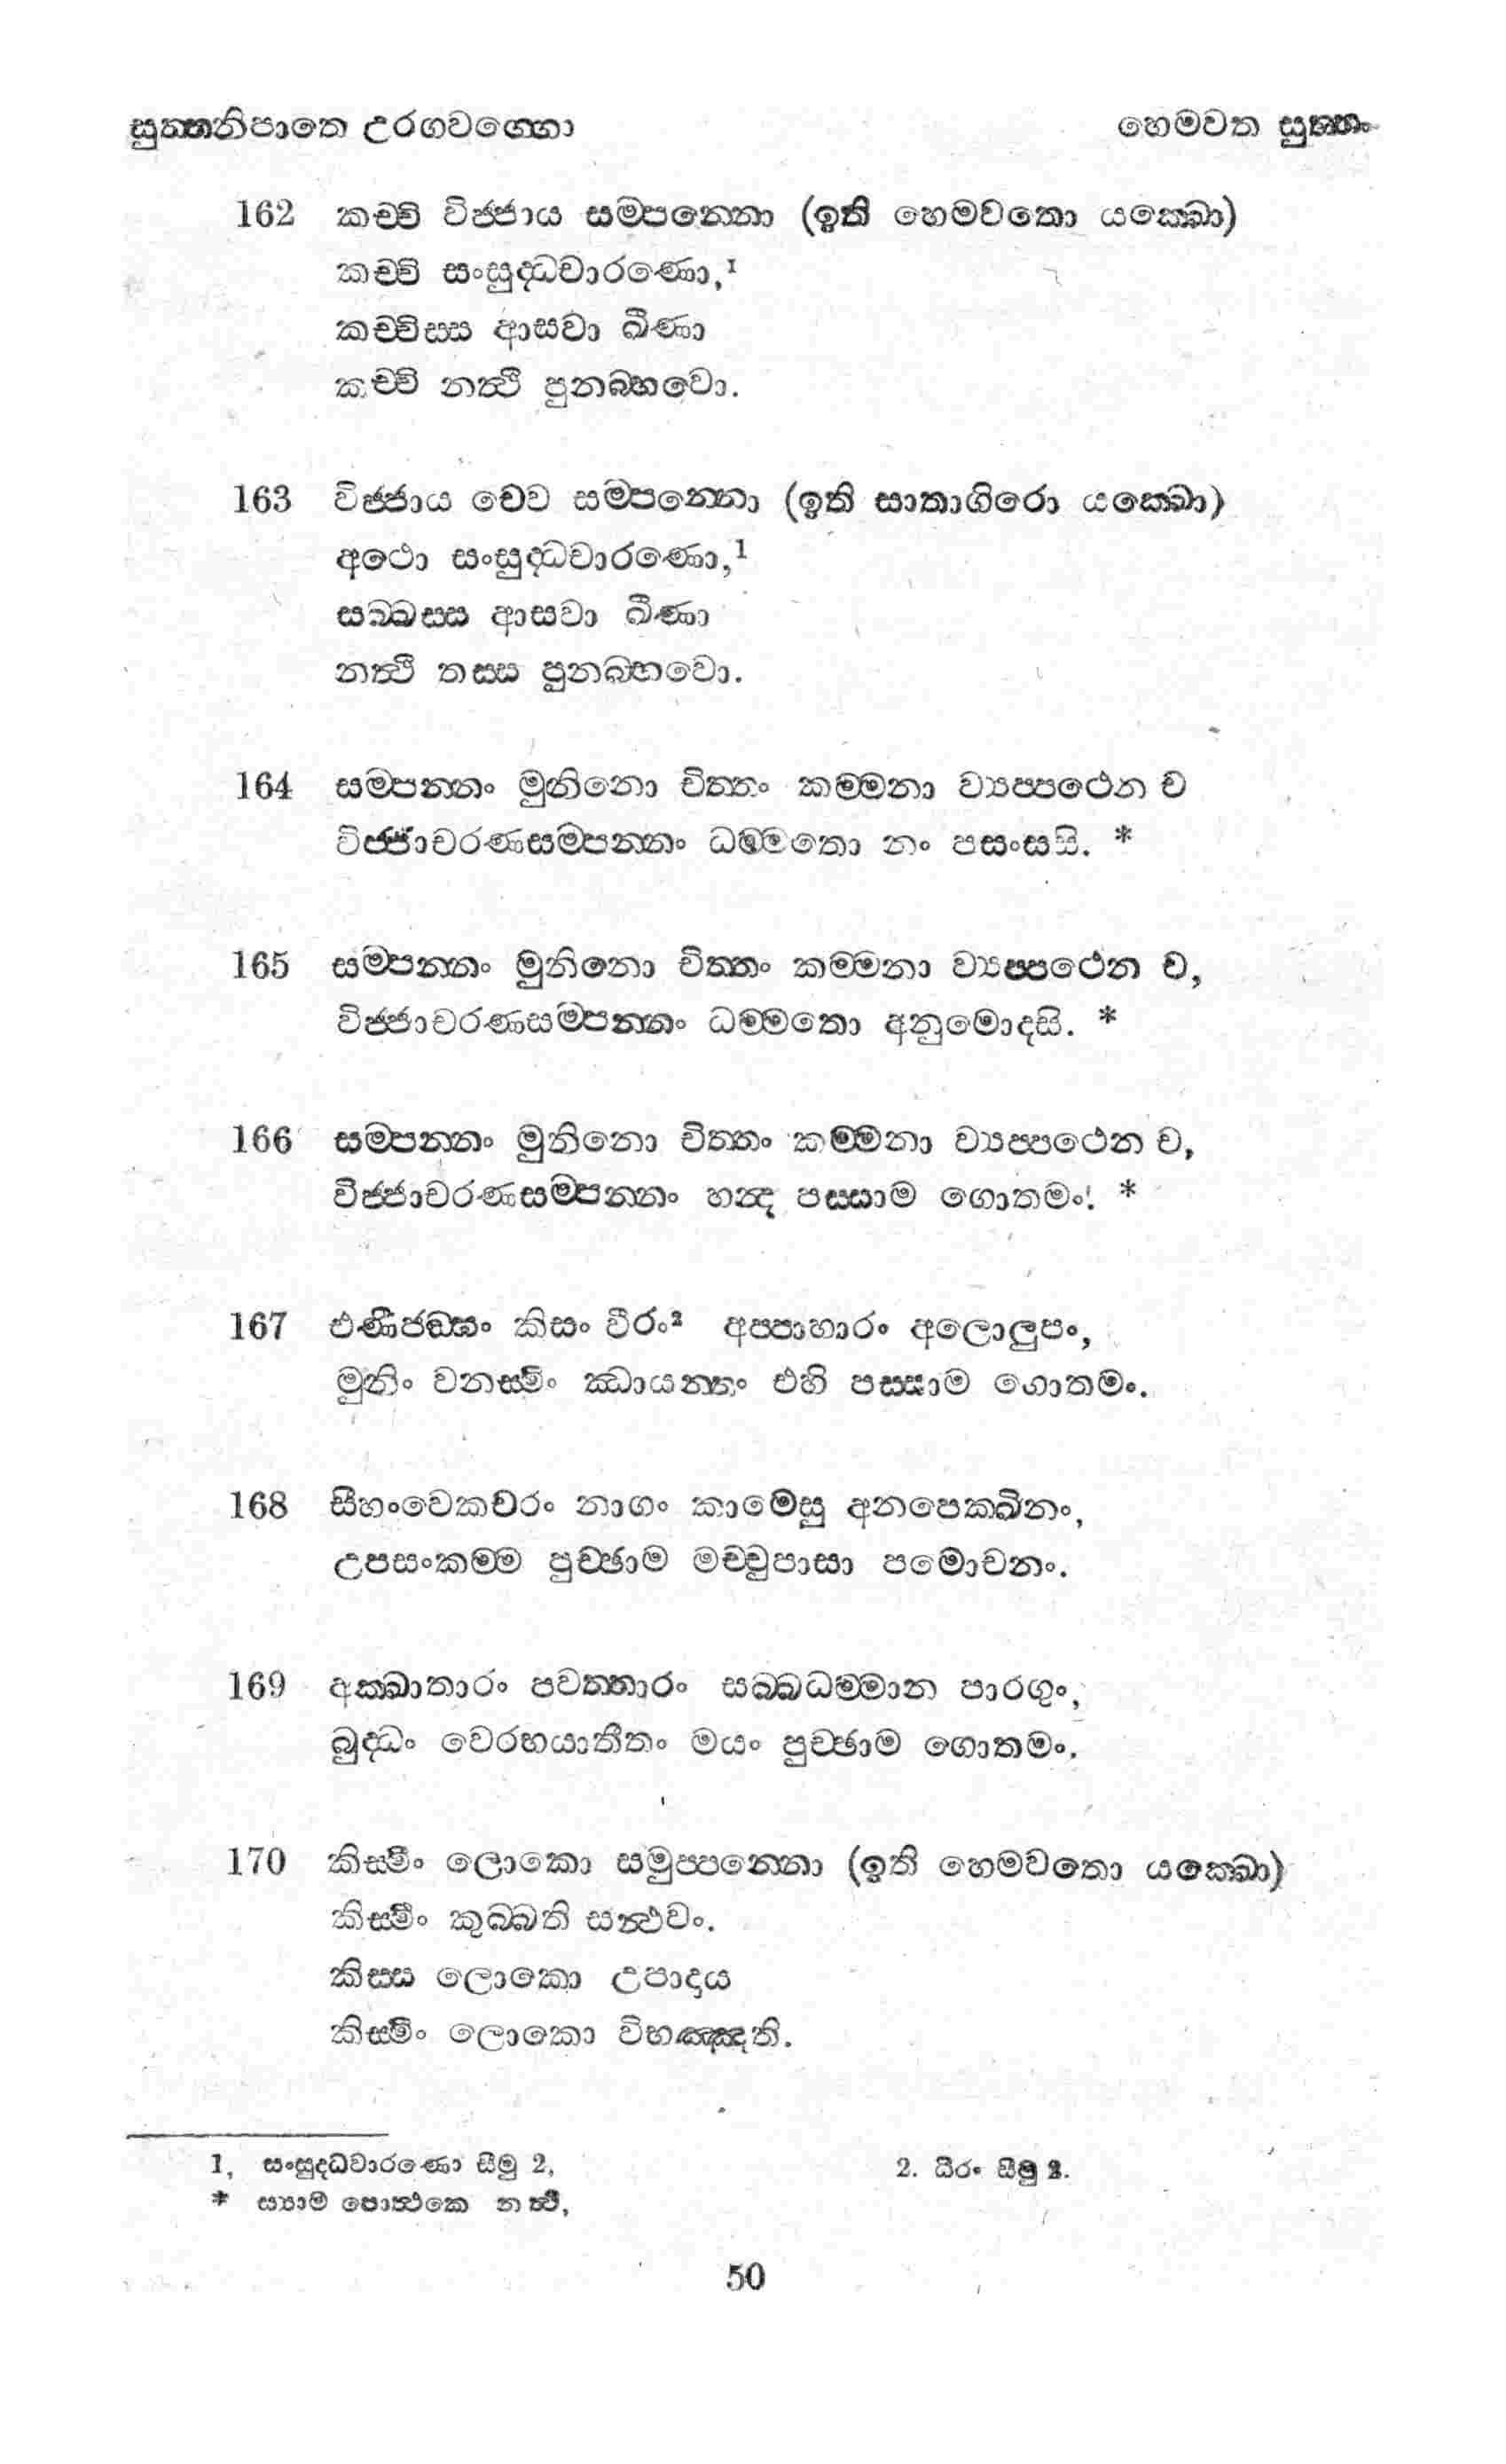 සුත්තනිපාතෙ උරගවග්ගො හෙමවත සුත්තං
162 කච්චි විජ්ජාය සම්පන්නො (ඉති හෙමවතො යක්ඛො)
කච්චි සංසුද්ධචාරණො,1
කච්චිස්ස ආසවා ඛීණා
කච්චි නත්ථි පුනබ්භවො.
163 විජ්ජාය චෙව සම්පන්නො (ඉති සාතාගිරො යක්ඛො)
අථො සංසුද්ධචාරණො,1
සබ්බස්ස ආසවා ඛීණා
නත්ථි තස්ස පුනබ්භවො.
164 සම්පන්නං මුනිනො චිත්තං කම්මනා ව්‍යප්පථෙන ච
විජ්ජාචරණසම්පන්නං ධම්මතො නං පසංසසි. *
165 සම්පන්නං මුනිනො චිත්තං කම්මනා ව්‍යප්පථෙන ච,
විජ්ජාචරණසම්පන්නං ධම්මතො අනුමොදසි. *
166 සම්පන්නං මුනිනො චිත්තං කම්මනා ව්‍යප්පථෙන ච,
විජ්ජාචරණසම්පන්නං හන්ද පස්සාම ගොතමං! *
167 එණිජඞ්ඝං කිසං වීරං2 අප්පාහාරං අලොලුපං,
මුනිං වනස්මිං ඣායන්තං එහි පස්සාම ගොතමං.
168 සීහංවෙකචරං නාගං කාමෙසු අනපෙක්ඛිනං,
උපසංකම්ම පුච්ඡාම මච්චුපාසා පමොචනං.
169 අක්ඛාතාරං පවත්තාරං සබ්බධම්මාන පාරගුං,
බුද්ධං වෙරභයාතීතං මයං පුච්ඡාම ගොතමං.
170 කිස්මිං ලොකො සමුප්පන්නො (ඉති හෙමවතො යක්ඛො)
කිස්මිං කුබ්බති සන්ථවං.
කිස්ස ලොකො උපාදාය
කිස්මිං ලොකො විහඤ්ඤති.
1, සංසුද්ධචාරණො සීමු 2, 2. ධීරං සීමු 2.
* ස්‍යාම පොත්ථකෙ නත්ථි,
50